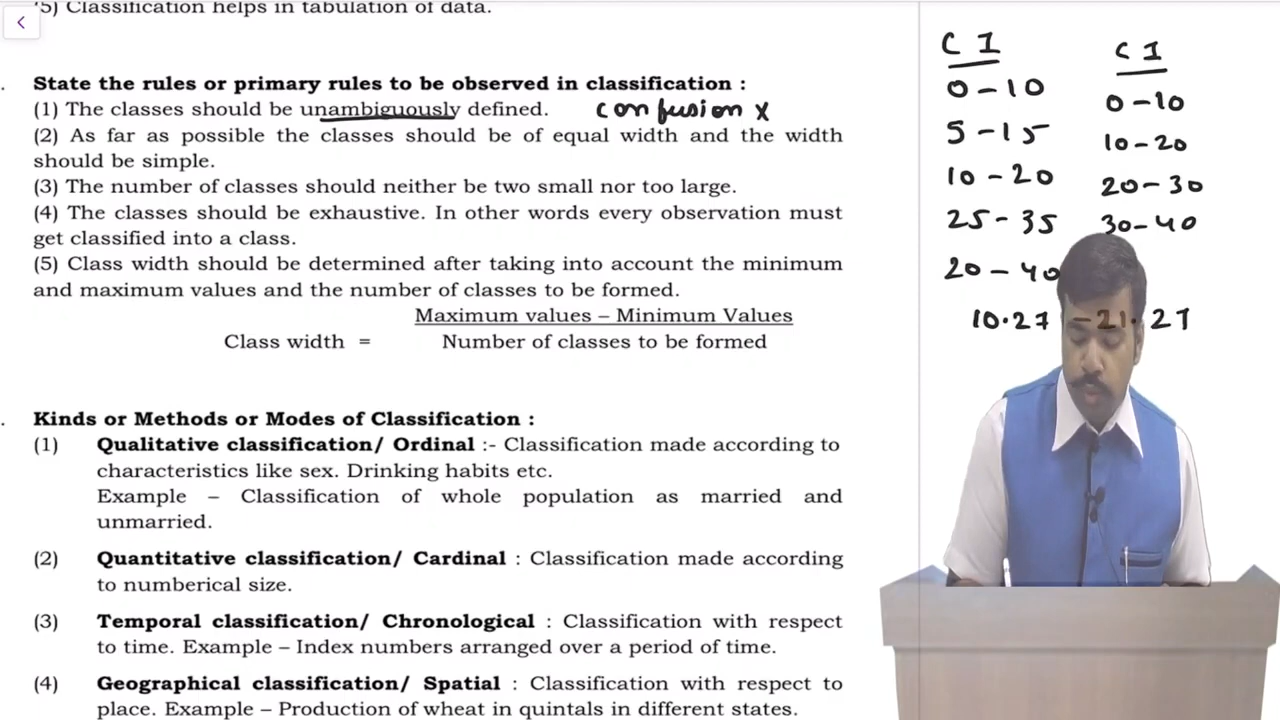 (5) Classification helps in tabulation of data.
State the rules or primary rules to be observed in classification :
(1) The classes should be unambiguously defined. confusion x
(2) As far as possible the classes should be of equal width and the width
should be simple.
(3) The number of classes should neither be two small nor too large.
(4) The classes should be exhaustive. In other words every observation must
get classified into a class.
(5) Class width should be determined after taking into account the minimum
and maximum values and the number of classes to be formed.
Maximum values – Minimum Values
Class width =
Number of classes to be formed
Kinds or Methods or Modes of Classification :
(1) Qualitative classification/ Ordinal :- Classification made according to
characteristics like sex. Drinking habits etc.
Example – Classification of whole population as married and
unmarried.
(2) Quantitative classification/ Cardinal : Classification made according
to numberical size.
(3) Temporal classification/ Chronological : Classification with respect
to time. Example – Index numbers arranged over a period of time.
(4) Geographical classification/ Spatial : Classification with respect to
place. Example – Production of wheat in quintals in different states.
C I
0 – 10
5 – 15
10 – 20
25 – 35
20 – 40
C I
0 – 10
10 – 20
20 – 30
30 – 40
10.27 – 21.27